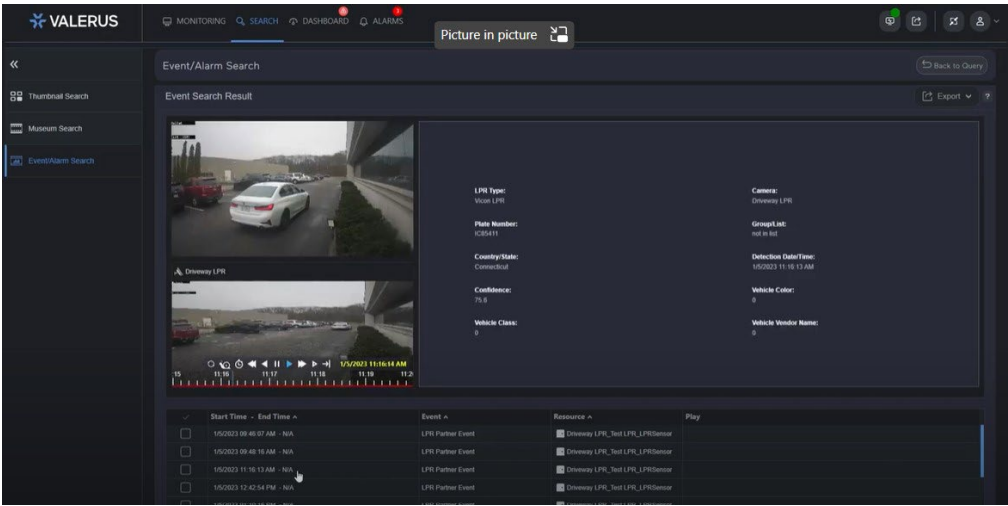 VALERUS
MONITORING
SEARCH
DASHBOARD
ALARMS
Picture in picture
Event/Alarm Search
Back to Query
Thumbnail Search
Museum Search
Event/Alarm Search
Event Search Result
Export
?
LPR Type:
Vicon LPR
Camera:
Driveway LPR
Plate Number:
IC85411
Group/List:
not in list
Country/State:
Connecticut
Detection Date/Time:
1/5/2023 11:16:13 AM
Confidence:
75.6
Vehicle Color:
0
Vehicle Class:
0
Vehicle Vendor Name:
0
Driveway LPR
1/5/2023 11:16:14 AM
:15 11:16 11:17 11:18 11:19 11:2
Start Time - End Time Event Resource Play
1/5/2023 09:46:07 AM - N/A LPR Partner Event Driveway LPR_Test LPR_LPRSensor
1/5/2023 09:48:16 AM - N/A LPR Partner Event Driveway LPR_Test LPR_LPRSensor
1/5/2023 11:16:13 AM - N/A LPR Partner Event Driveway LPR_Test LPR_LPRSensor
1/5/2023 12:42:54 PM - N/A LPR Partner Event Driveway LPR_Test LPR_LPRSensor